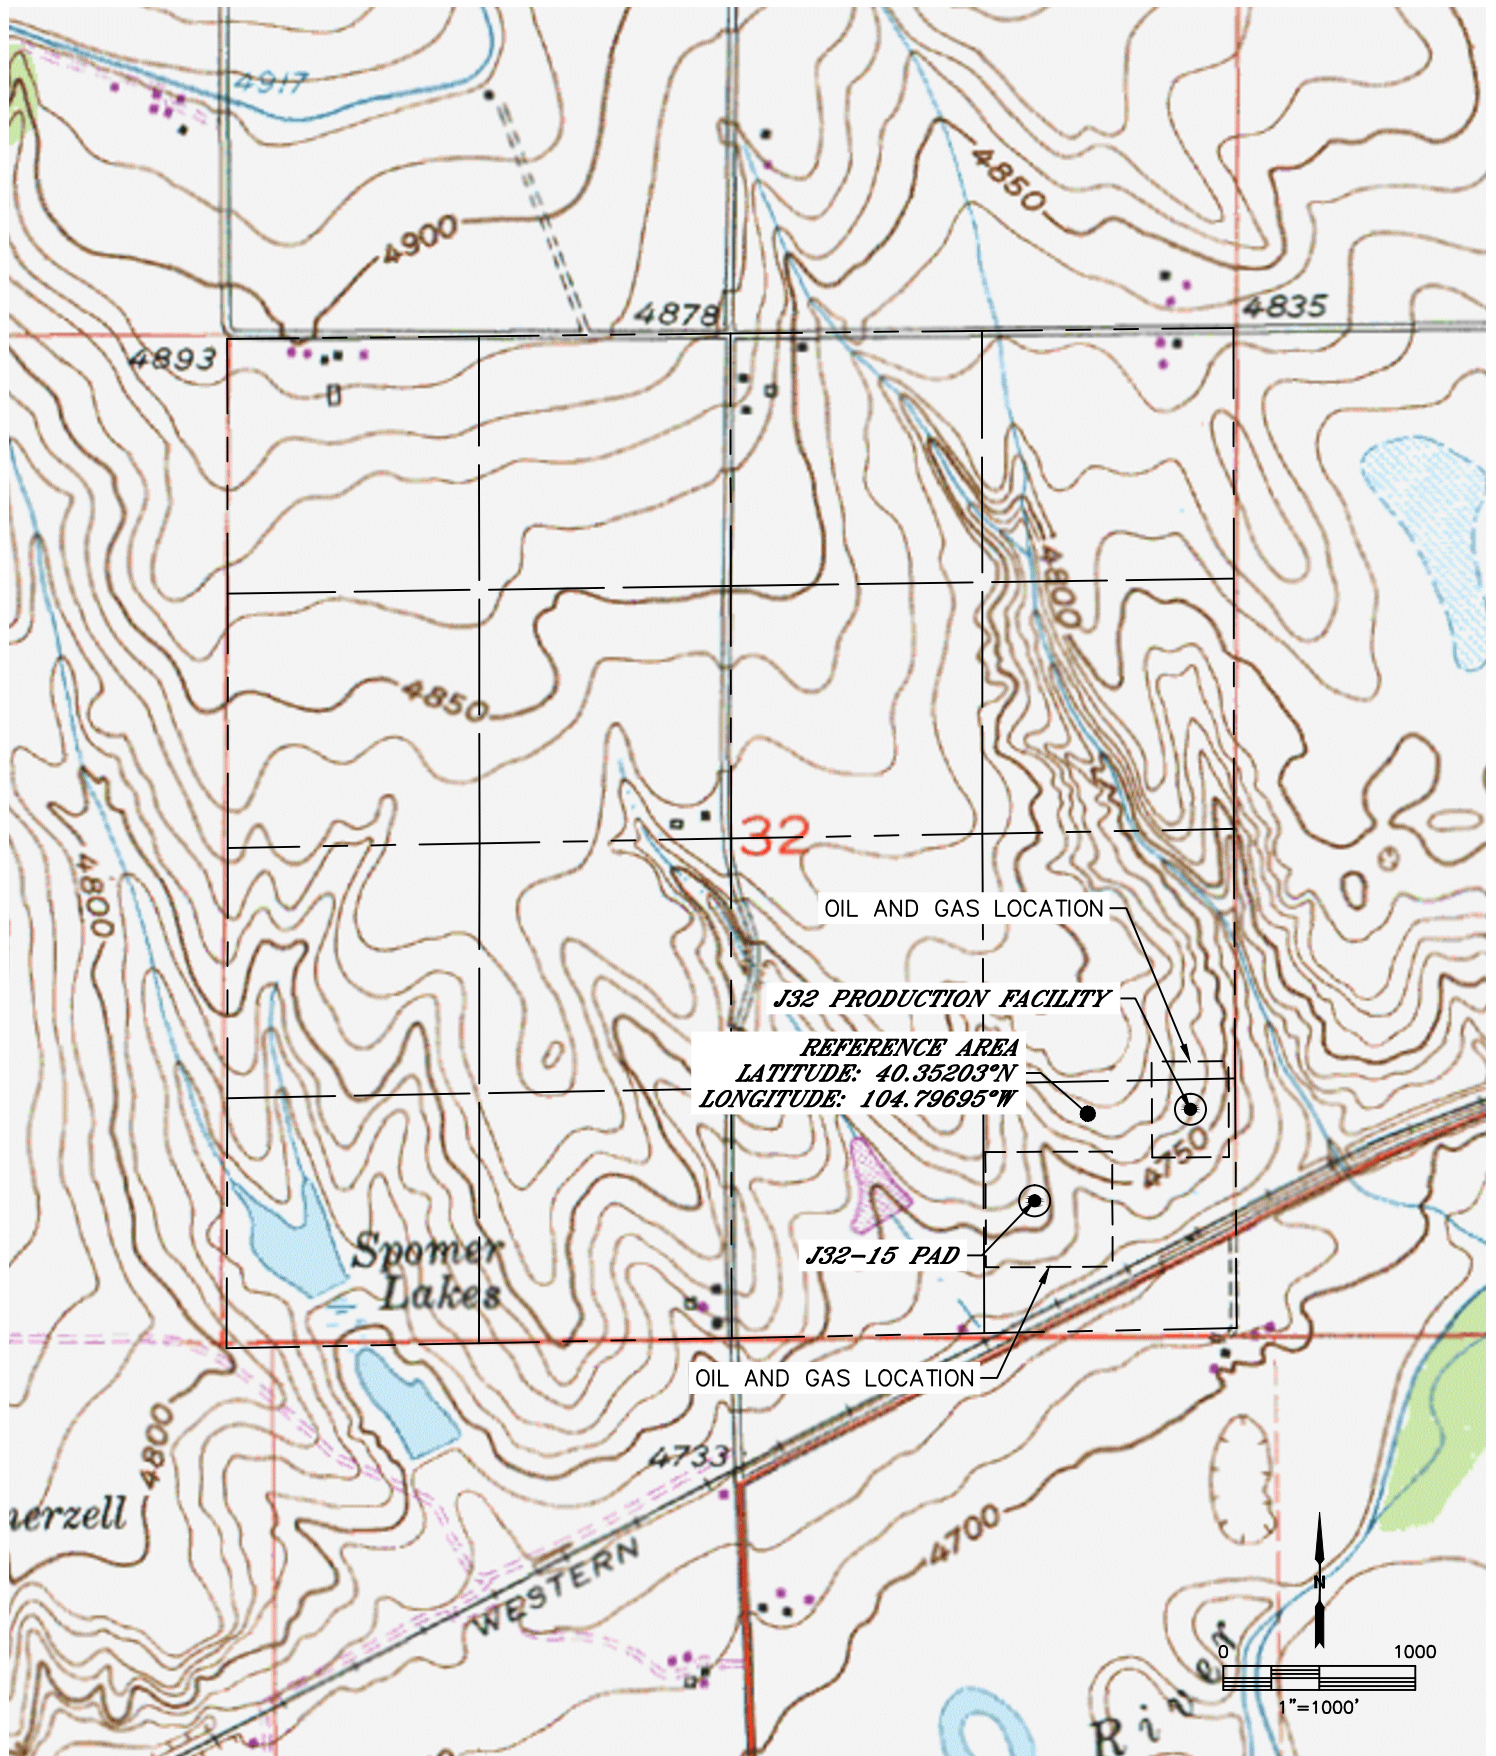 4917
4850
4900
4878
4835
4893
4800
4850
32
4800
OIL AND GAS LOCATION
J32 PRODUCTION FACILITY
REFERENCE AREA
LATITUDE: 40.35203°N
LONGITUDE: 104.79695°W
4750
Spomer
Lakes
J32-15 PAD
OIL AND GAS LOCATION
4800
4733
nerzell
4700
WESTERN
N
River
0 1000
1"=1000'